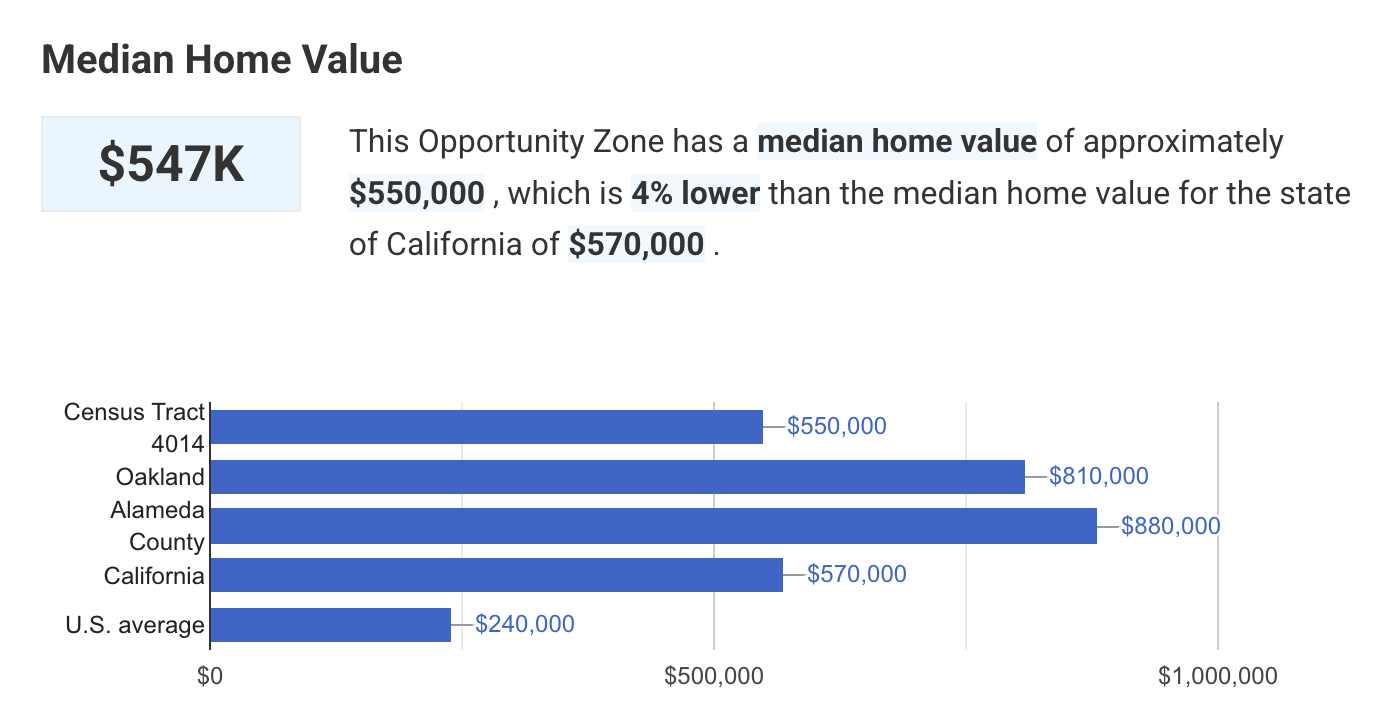 Median Home Value
$547K
This Opportunity Zone has a median home value of approximately
$550,000 , which is 4% lower than the median home value for the state
of California of $570,000 .
Census Tract
4014
$550,000
Oakland
$810,000
Alameda
County
$880,000
California
$570,000
U.S. average
$240,000
$0
$500,000
$1,000,000